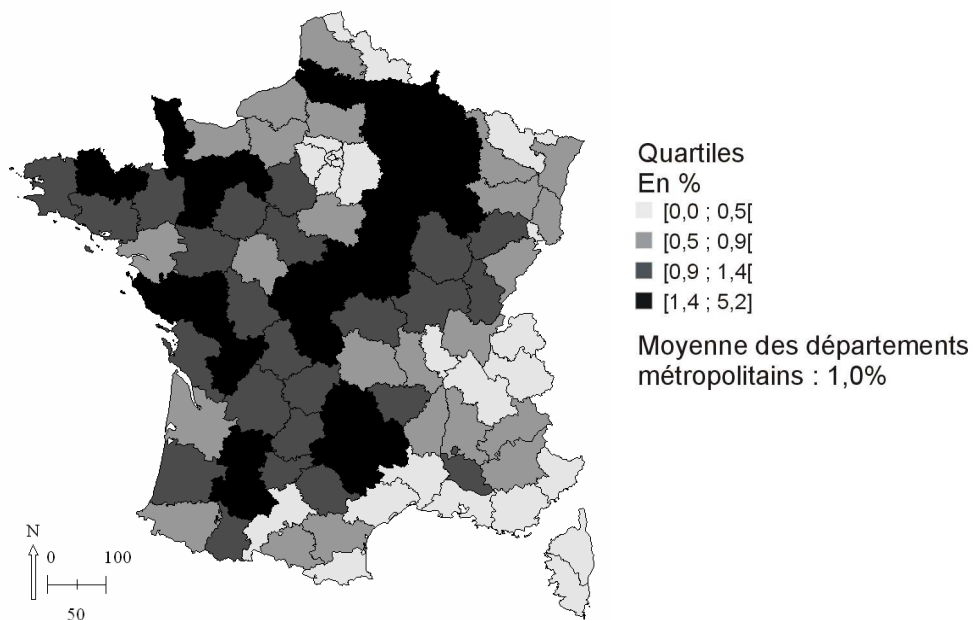 Quartiles
En %
[0,0 ; 0,5[
[0,5 ; 0,9[
[0,9 ; 1,4[
[1,4 ; 5,2]
Moyenne des départements
métropolitains : 1,0%
N
0 100
50